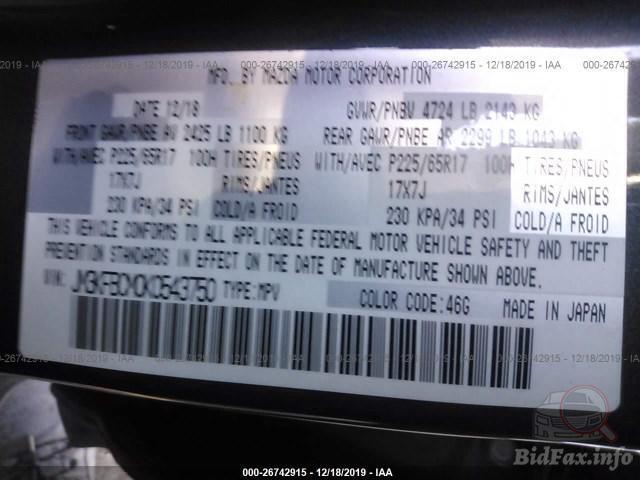 000-26742915 - 12/18/2019 - IAA
MFD. BY MAZDA MOTOR CORPORATION
DATE 12/18
GVWR/PNBV 4724 LB 2143 KG
FRONT GAWR/PNBE AV 2425 LB 1100 KG
REAR GAWR/PNBE AR 2299 LB 1043 KG
WITH/AVEC P225/65R17 100H TIRES/PNEUS
WITH/AVEC P225/65R17 100H TIRES/PNEUS
17X7J RIMS/JANTES
17X7J RIMS/JANTES
230 KPA/34 PSI COLD/A FROID
230 KPA/34 PSI COLD/A FROID
THIS VEHICLE CONFORMS TO ALL APPLICABLE FEDERAL MOTOR VEHICLE SAFETY AND THEFT
PREVENTION STANDARDS IN EFFECT ON THE DATE OF MANUFACTURE SHOWN ABOVE.
VIN: TYPE:MPV
COLOR CODE:46G MADE IN JAPAN
000-26742915 - 12/18/2019 - IAA
BidFax.info
000-26742915 - 12/18/2019 - IAA